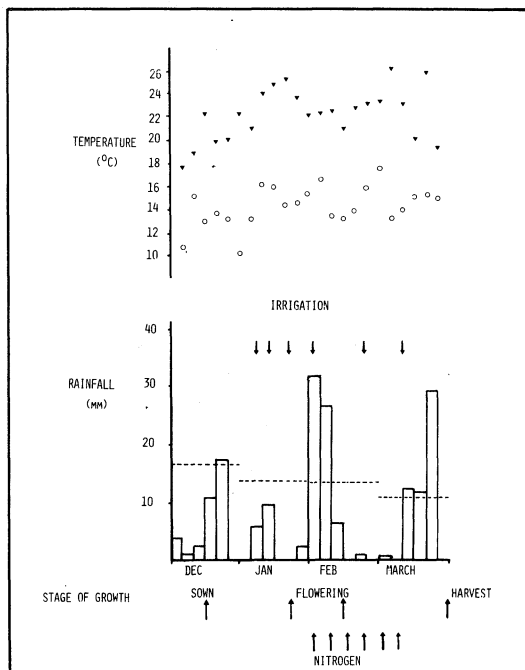 26
24
22
TEMPERATURE
20
(°C)
18
16
14
12
10
IRRIGATION
40
RAINFALL
30
(MM)
20
10
DEC JAN FEB MARCH
STAGE OF GROWTH SOWN FLOWERING HARVEST
NITROGEN